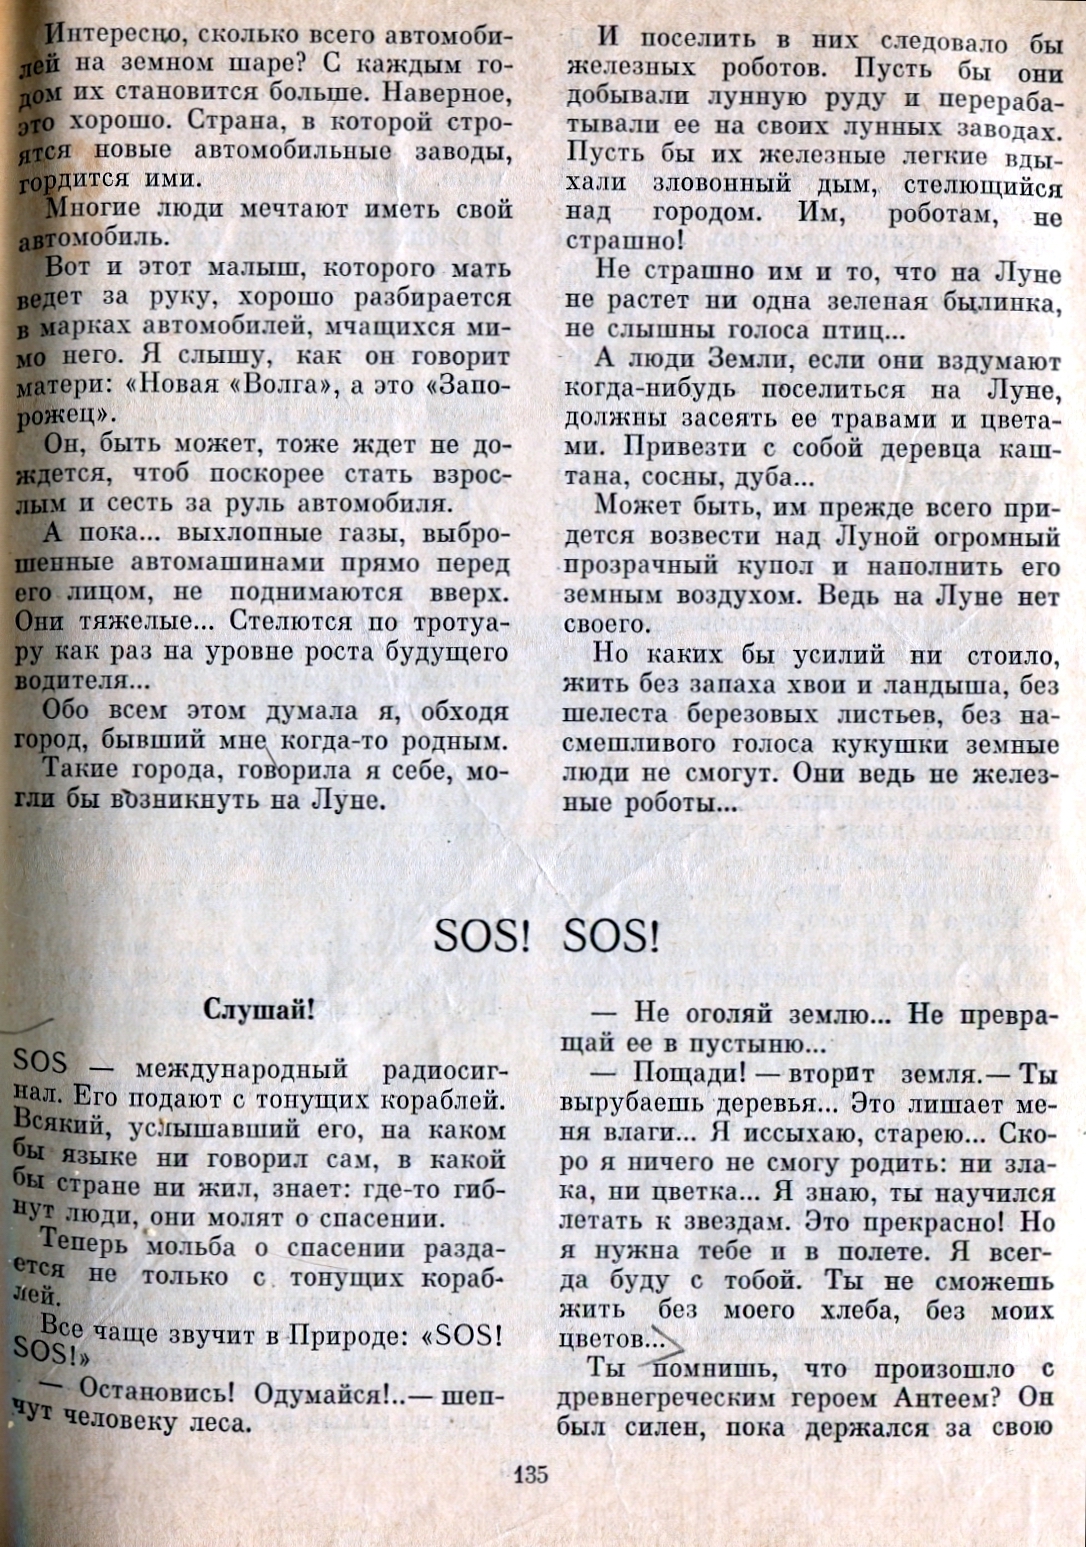 Интересно, сколько всего автомоби-
лей на земном шаре? С каждым го-
дом их становится больше. Наверное,
это хорошо. Страна, в которой стро-
ятся новые автомобильные заводы,
гордится ими.
Многие люди мечтают иметь свой
автомобиль.
Вот и этот малыш, которого мать
ведет за руку, хорошо разбирается
в марках автомобилей, мчащихся ми-
мо него. Я слышу, как он говорит
матери: «Новая «Волга», а это «Запо-
рожец».
Он, быть может, тоже ждет не до-
ждется, чтоб поскорее стать взрос-
лым и сесть за руль автомобиля.
А пока... выхлопные газы, выбро-
шенные автомашинами прямо перед
его лицом, не поднимаются вверх.
Они тяжелые... Стелются по тротуа-
ру как раз на уровне роста будущего
водителя...
Обо всем этом думала я, обходя
город, бывший мне когда-то родным.
Такие города, говорила я себе, мо-
гли бы возникнуть на Луне.
И поселить в них следовало бы
железных роботов. Пусть бы они
добывали лунную руду и перераба-
тывали ее на своих лунных заводах.
Пусть бы их железные легкие вды-
хали зловонный дым, стелющийся
над городом. Им, роботам, не
страшно!
Не страшно им и то, что на Луне
не растет ни одна зеленая былинка,
не слышны голоса птиц...
А люди Земли, если они вздумают
когда-нибудь поселиться на Луне,
должны засеять ее травами и цвета-
ми. Привезти с собой деревца каш-
тана, сосны, дуба...
Может быть, им прежде всего при-
дется возвести над Луной огромный
прозрачный купол и наполнить его
земным воздухом. Ведь на Луне нет
своего.
Но каких бы усилий ни стоило,
жить без запаха хвои и ландыша, без
шелеста березовых листьев, без на-
смешливого голоса кукушки земные
люди не смогут. Они ведь не желез-
ные роботы...
SOS! SOS!
Слушай!
SOS — международный радиосиг-
нал. Его подают с тонущих кораблей.
Всякий, услышавший его, на каком
бы языке ни говорил сам, в какой
бы стране ни жил, знает: где-то гиб-
нут люди, они молят о спасении.
Теперь мольба о спасении разда-
ется не только с тонущих кораб-
лей.
Все чаще звучит в Природе: «SOS!
SOS!»
— Остановись! Одумайся!..— шеп-
чут человеку леса.
— Не оголяй землю... Не превра-
щай ее в пустыню...
— Пощади! — вторит земля.— Ты
вырубаешь деревья... Это лишает ме-
ня влаги... Я иссыхаю, старею... Ско-
ро я ничего не смогу родить: ни зла-
ка, ни цветка... Я знаю, ты научился
летать к звездам. Это прекрасно! Но
я нужна тебе и в полете. Я всег-
да буду с тобой. Ты не сможешь
жить без моего хлеба, без моих
цветов...
Ты помнишь, что произошло с
древнегреческим героем Антеем? Он
был силен, пока держался за свою
135